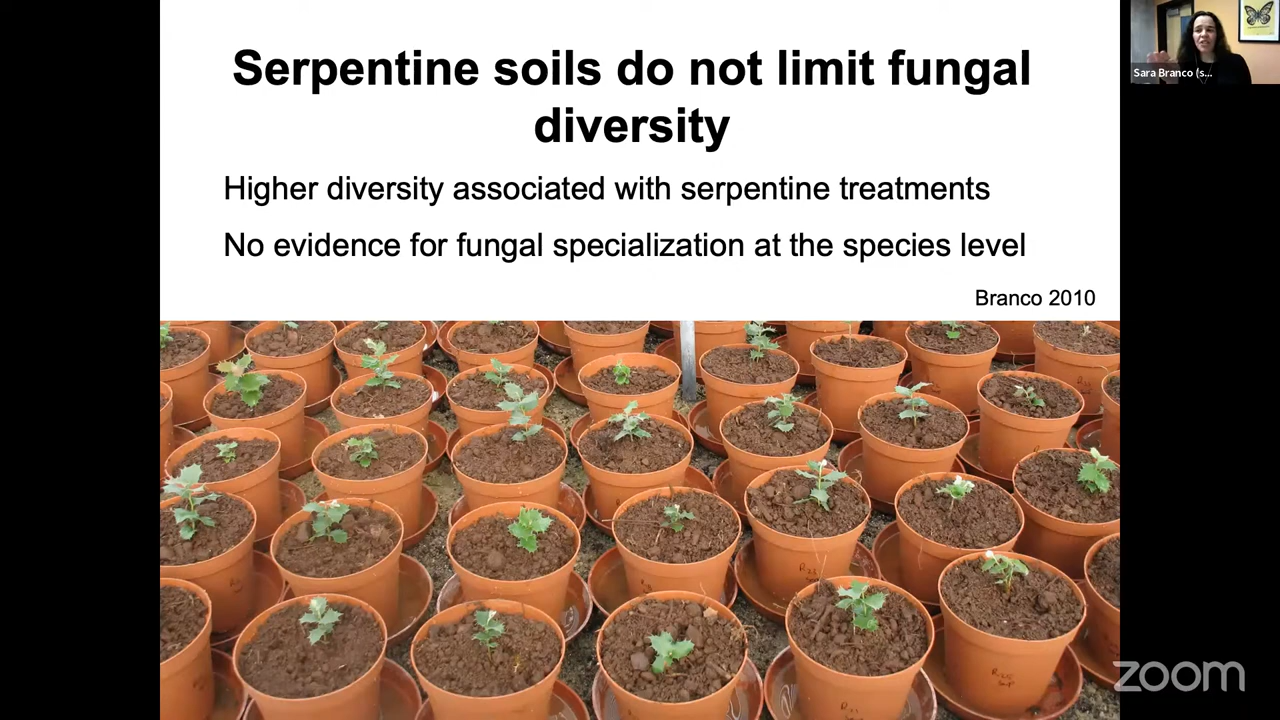 Serpentine soils do not limit fungal
diversity
Higher diversity associated with serpentine treatments
No evidence for fungal specialization at the species level
Branco 2010
Sara Branco (s...
zoom